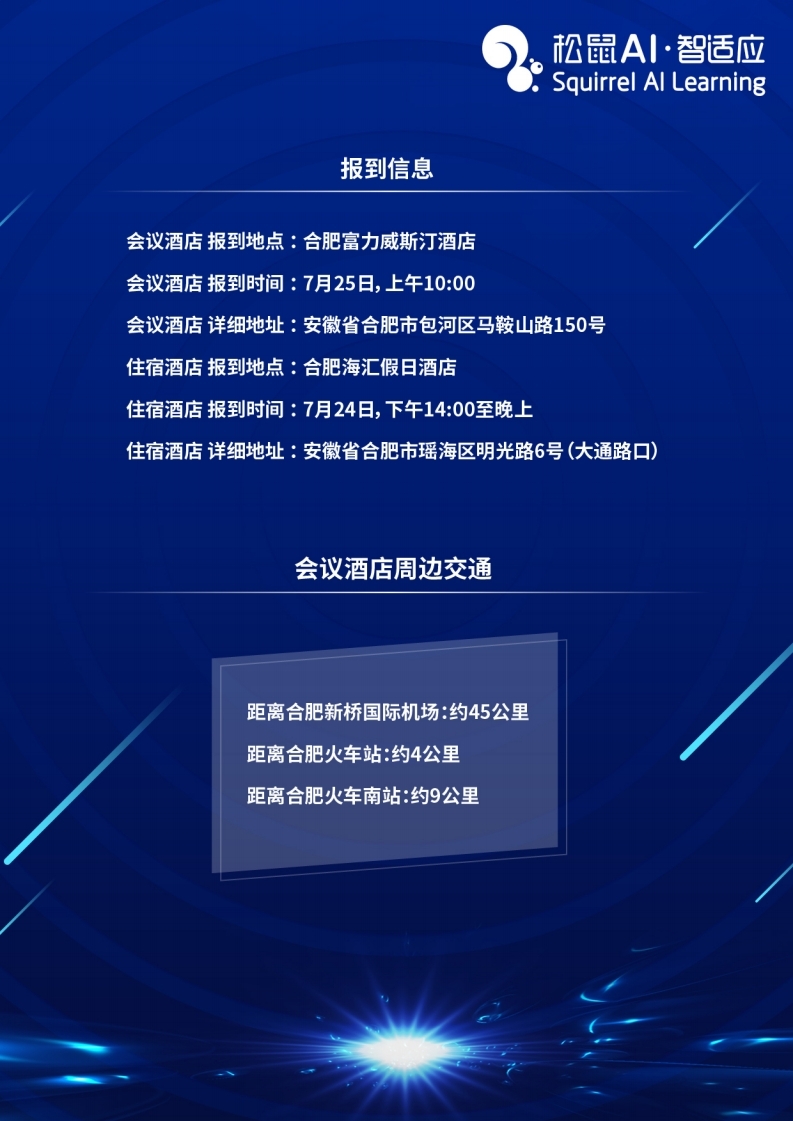 松鼠AI·智适应
Squirrel AI Learning
报到信息
会议酒店 报到地点：合肥富力威斯汀酒店
会议酒店 报到时间：7月25日, 上午10:00
会议酒店 详细地址：安徽省合肥市包河区马鞍山路150号
住宿酒店 报到地点：合肥海汇假日酒店
住宿酒店 报到时间：7月24日, 下午14:00至晚上
住宿酒店 详细地址：安徽省合肥市瑶海区明光路6号（大通路口）
会议酒店周边交通
距离合肥新桥国际机场：约45公里
距离合肥火车站：约4公里
距离合肥火车南站：约9公里